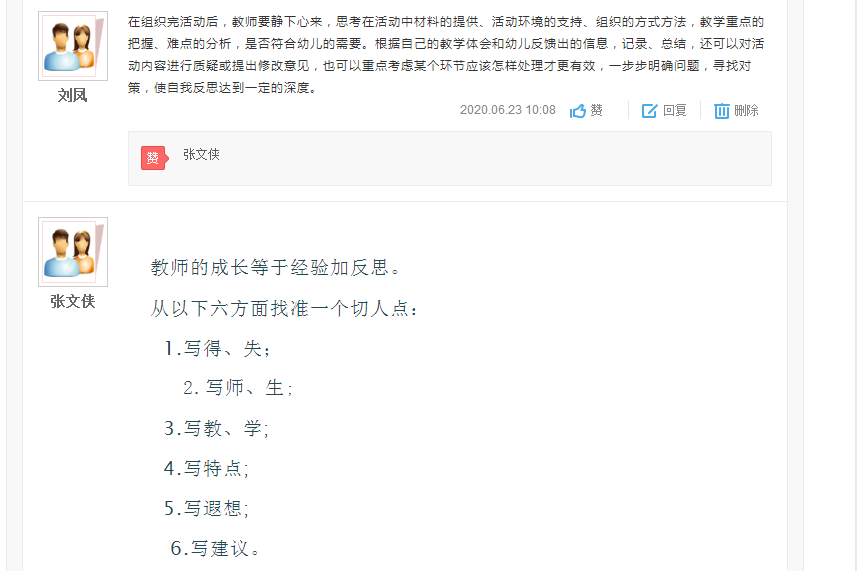 在组织完活动后，教师要静下心来，思考在活动中材料的提供、活动环境的支持、组织的方式方法，教学重点的
把握、难点的分析，是否符合幼儿的需要。根据自己的教学体会和幼儿反馈出的信息，记录、总结，还可以对活
动内容进行质疑或提出修改意见，也可以重点考虑某个环节应该怎样处理才更有效，一步步明确问题，寻找对
策，使自我反思达到一定的深度。
刘凤
2020.06.23 10:08 赞 回复 删除
赞 张文侠
张文侠
教师的成长等于经验加反思。
从以下六方面找准一个切人点：
1.写得、失；
2.写师、生；
3.写教、学；
4.写特点；
5.写遐想；
6.写建议。